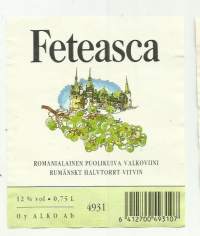 Feteasca
ROMANIALAINEN PUOLIKUIVA VALKOVIINI
RUMÄNSKT HALVTORRT VITVIN
12 % vol • 0,75 L
Oy ALKO Ab
4931
6 412700 493107